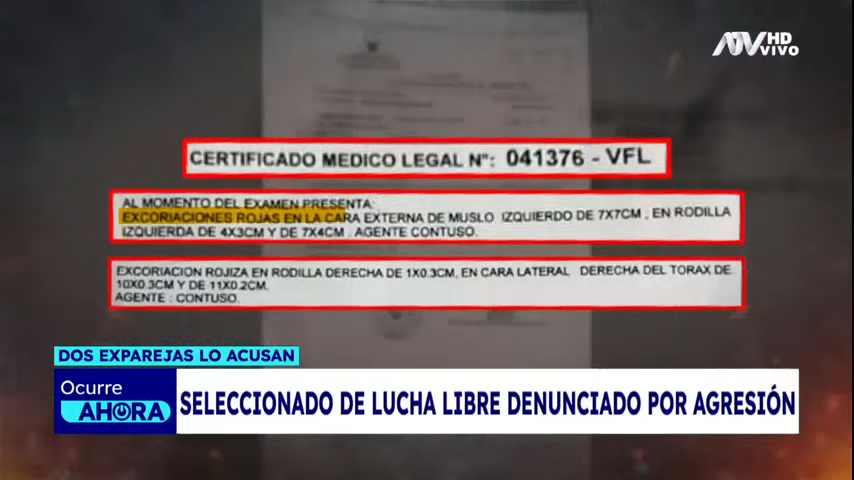 ATV HD
VIVO
CERTIFICADO MEDICO LEGAL N°: 041376 - VFL
AL MOMENTO DEL EXAMEN PRESENTA:
EXCORIACIONES ROJAS EN LA CARA EXTERNA DE MUSLO IZQUIERDO DE 7X7CM , EN RODILLA
IZQUIERDA DE 4X3CM Y DE 7X4CM . AGENTE CONTUSO.
EXCORIACION ROJIZA EN RODILLA DERECHA DE 1X0.3CM, EN CARA LATERAL DERECHA DEL TORAX DE
10X0.3CM Y DE 11X0.2CM.
AGENTE : CONTUSO.
DOS EXPAREJAS LO ACUSAN
Ocurre
AHORA
SELECCIONADO DE LUCHA LIBRE DENUNCIADO POR AGRESIÓN